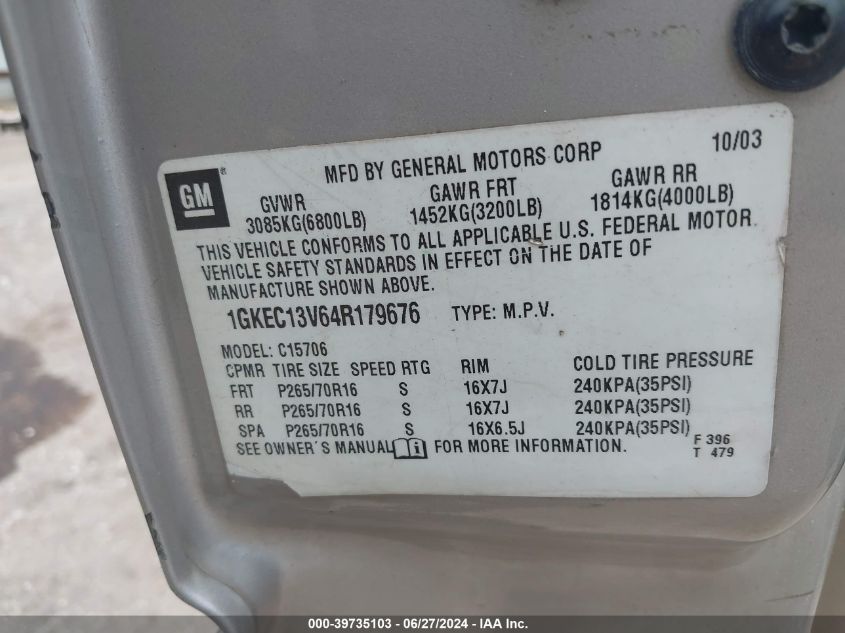 10/03
MFD BY GENERAL MOTORS CORP
GM®
GVWR GAWR FRT GAWR RR
3085KG(6800LB) 1452KG(3200LB) 1814KG(4000LB)
THIS VEHICLE CONFORMS TO ALL APPLICABLE U.S. FEDERAL MOTOR
VEHICLE SAFETY STANDARDS IN EFFECT ON THE DATE OF
MANUFACTURE SHOWN ABOVE.
1GKEC13V64R179676 TYPE: M.P.V.
MODEL: C15706
CPMR TIRE SIZE SPEED RTG RIM COLD TIRE PRESSURE
FRT P265/70R16 S 16X7J 240KPA(35PSI)
RR P265/70R16 S 16X7J 240KPA(35PSI)
SPA P265/70R16 S 16X6.5J 240KPA(35PSI)
SEE OWNER'S MANUAL FOR MORE INFORMATION.
F 396
T 479
000-39735103 - 06/27/2024 - IAA Inc.